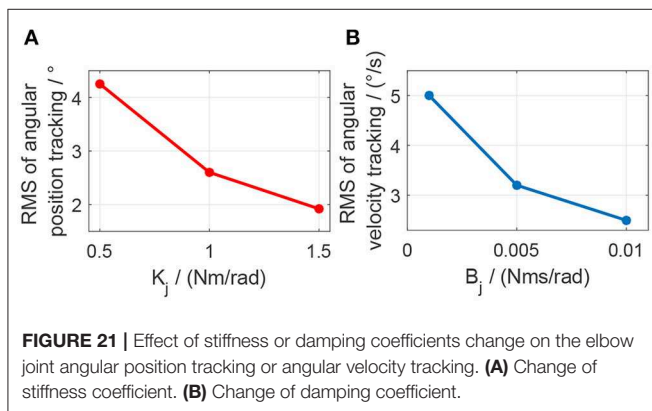 A
RMS of angular
position tracking / °
4
3
2
0.5
1
1.5
K_j / (Nm/rad)
B
RMS of angular
velocity tracking / (°/s)
5
4
3
0
0.005
0.01
B_j / (Nms/rad)
FIGURE 21 | Effect of stiffness or damping coefficients change on the elbow
joint angular position tracking or angular velocity tracking. (A) Change of
stiffness coefficient. (B) Change of damping coefficient.